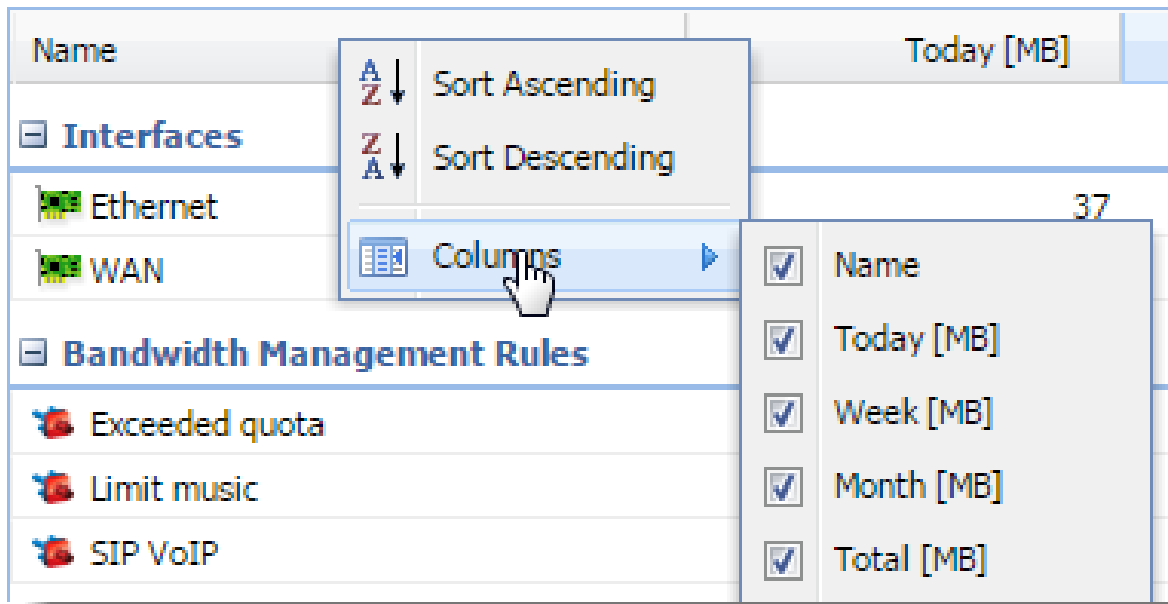 Name Today [MB]
Sort Ascending
Interfaces
Sort Descending
Ethernet 37
Columns
WAN
Name
Today [MB]
Bandwidth Management Rules
Week [MB]
Exceeded quota
Limit music
Month [MB]
SIP VoIP
Total [MB]